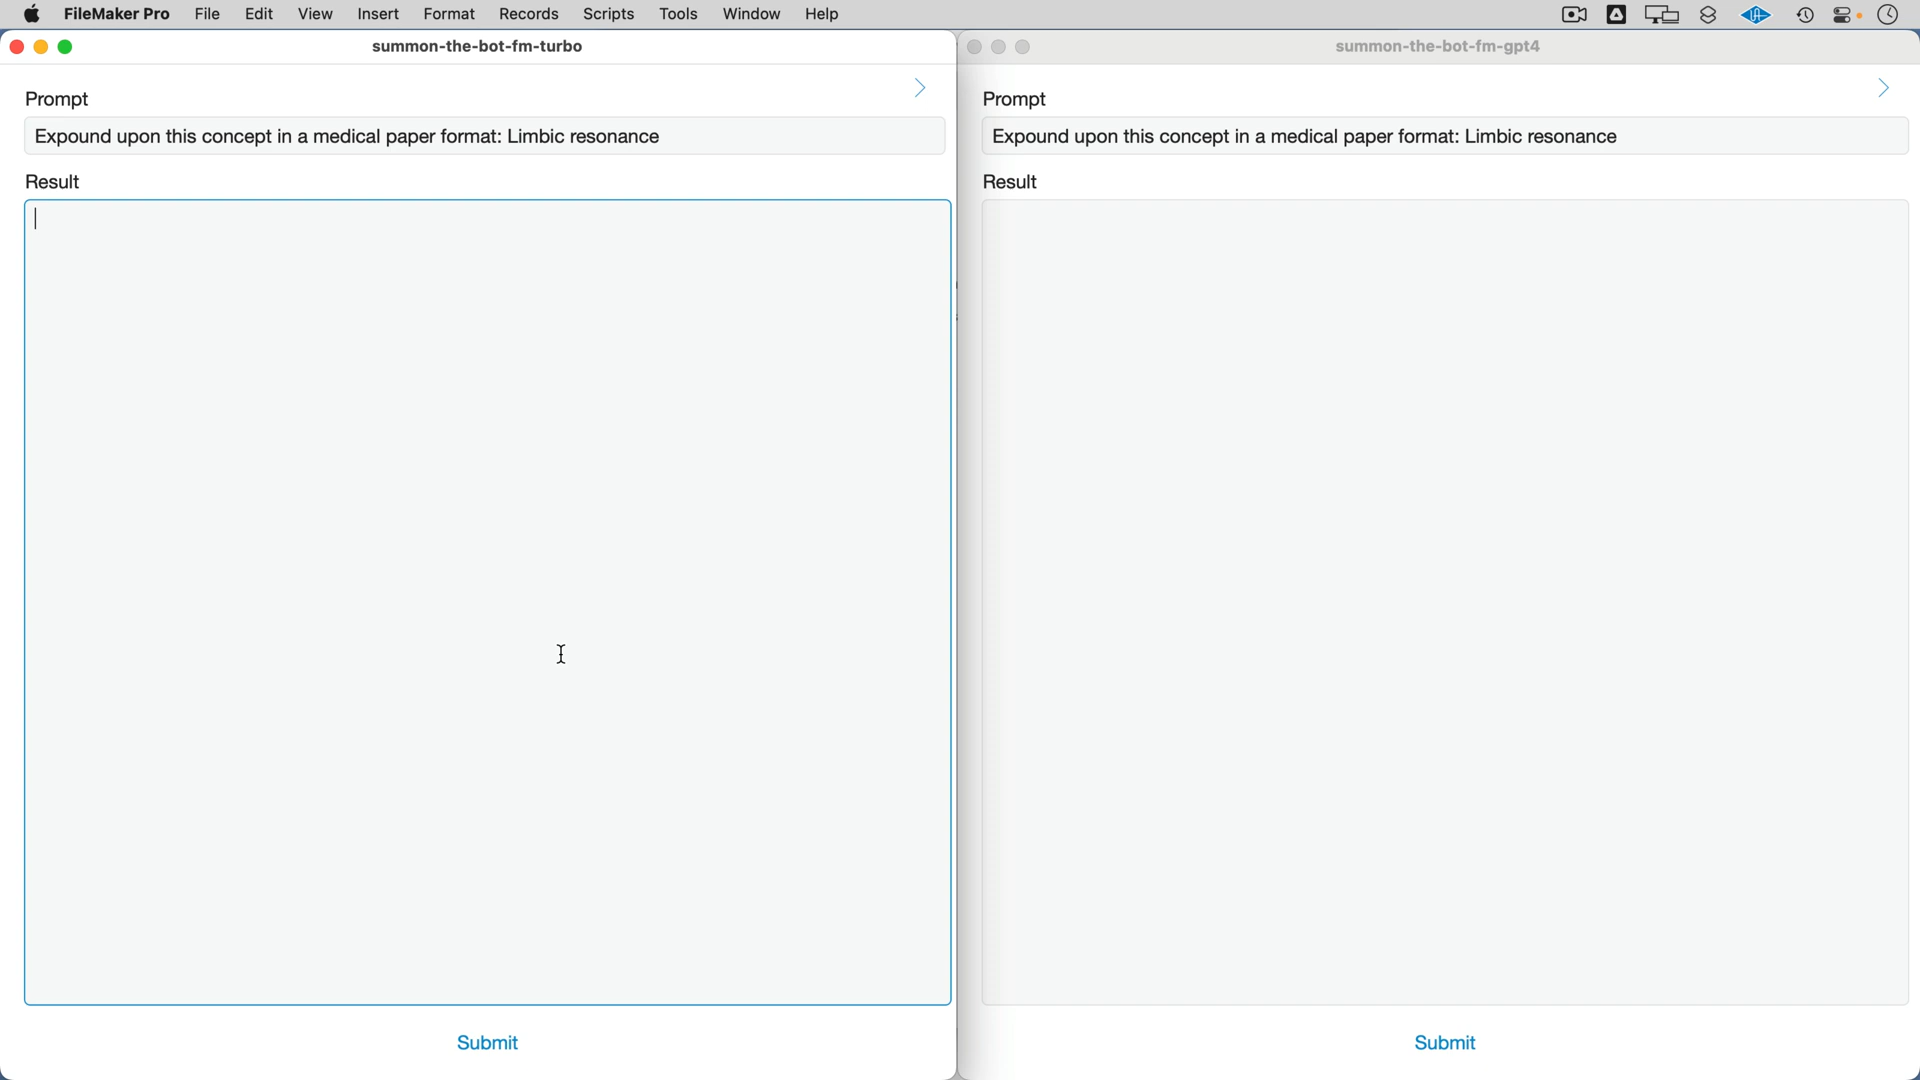 FileMaker Pro File Edit View Insert Format Records Scripts Tools Window Help
summon-the-bot-fm-turbo
Prompt
Expound upon this concept in a medical paper format: Limbic resonance
Result
Submit
summon-the-bot-fm-gpt4
Prompt
Expound upon this concept in a medical paper format: Limbic resonance
Result
Submit